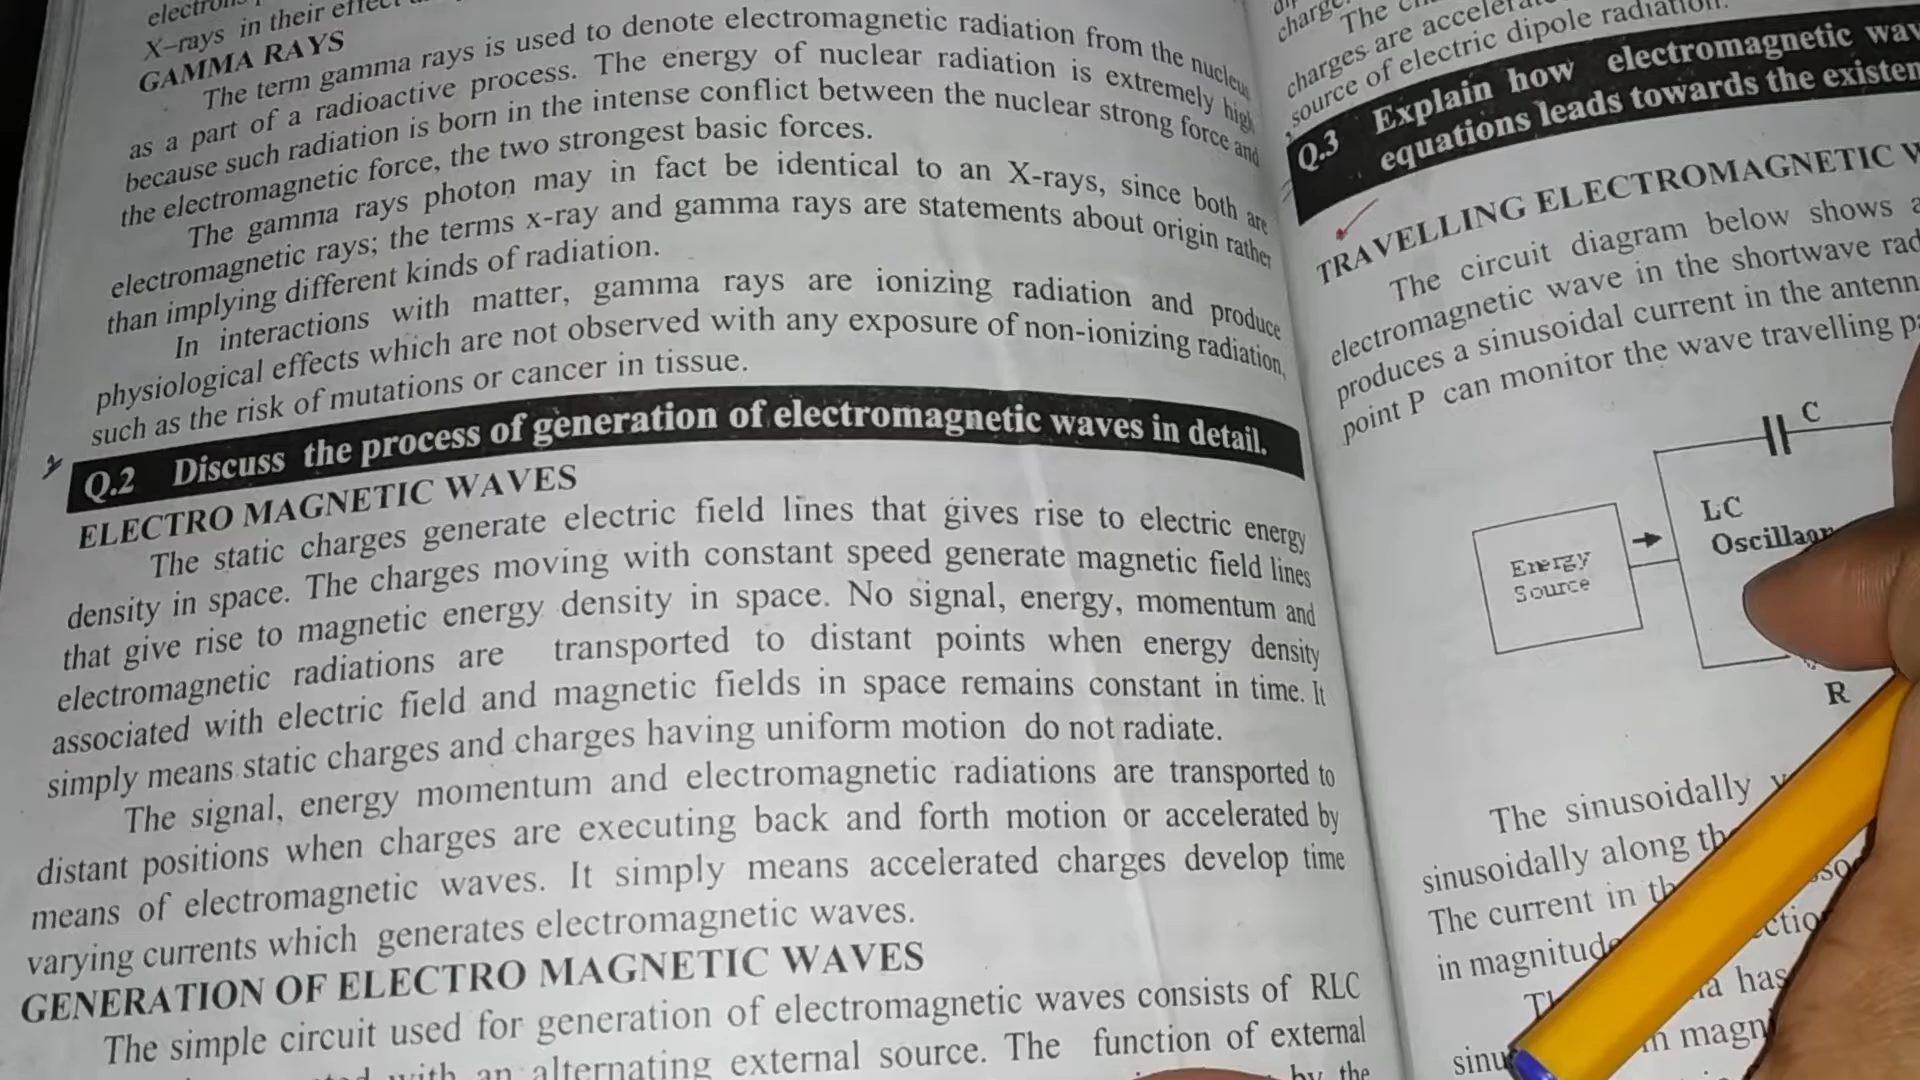 X-rays in their effect
GAMMA RAYS
The term gamma rays is used to denote electromagnetic radiation from the nucleus
as a part of a radioactive process. The energy of nuclear radiation is extremely high
because such radiation is born in the intense conflict between the nuclear strong force and
the electromagnetic force, the two strongest basic forces.
The gamma rays photon may in fact be identical to an X-rays, since both are
electromagnetic rays; the terms x-ray and gamma rays are statements about origin rather
than implying different kinds of radiation.
In interactions with matter, gamma rays are ionizing radiation and produce
physiological effects which are not observed with any exposure of non-ionizing radiation,
such as the risk of mutations or cancer in tissue.
Q.2 Discuss the process of generation of electromagnetic waves in detail.
ELECTRO MAGNETIC WAVES
The static charges generate electric field lines that gives rise to electric energy
density in space. The charges moving with constant speed generate magnetic field lines
that give rise to magnetic energy density in space. No signal, energy, momentum and
electromagnetic radiations are transported to distant points when energy density
associated with electric field and magnetic fields in space remains constant in time. It
simply means static charges and charges having uniform motion do not radiate.
The signal, energy momentum and electromagnetic radiations are transported to
distant positions when charges are executing back and forth motion or accelerated by
means of electromagnetic waves. It simply means accelerated charges develop time
varying currents which generates electromagnetic waves.
GENERATION OF ELECTRO MAGNETIC WAVES
The simple circuit used for generation of electromagnetic waves consists of RLC
with an alternating external source. The function of external
by the
The
charges are
source of electric dipole radiation.
Q.3 Explain how electromagnetic
equations leads towards the
TRAVELLING ELECTROMAGNETIC
The circuit diagram below shows
electromagnetic wave in the shortwave
produces a sinusoidal current in the
point P can monitor the wave travelling
C
LC
Energy
Source
R
The sinusoidally
sinusoidally along
The current in
in magnitude
has